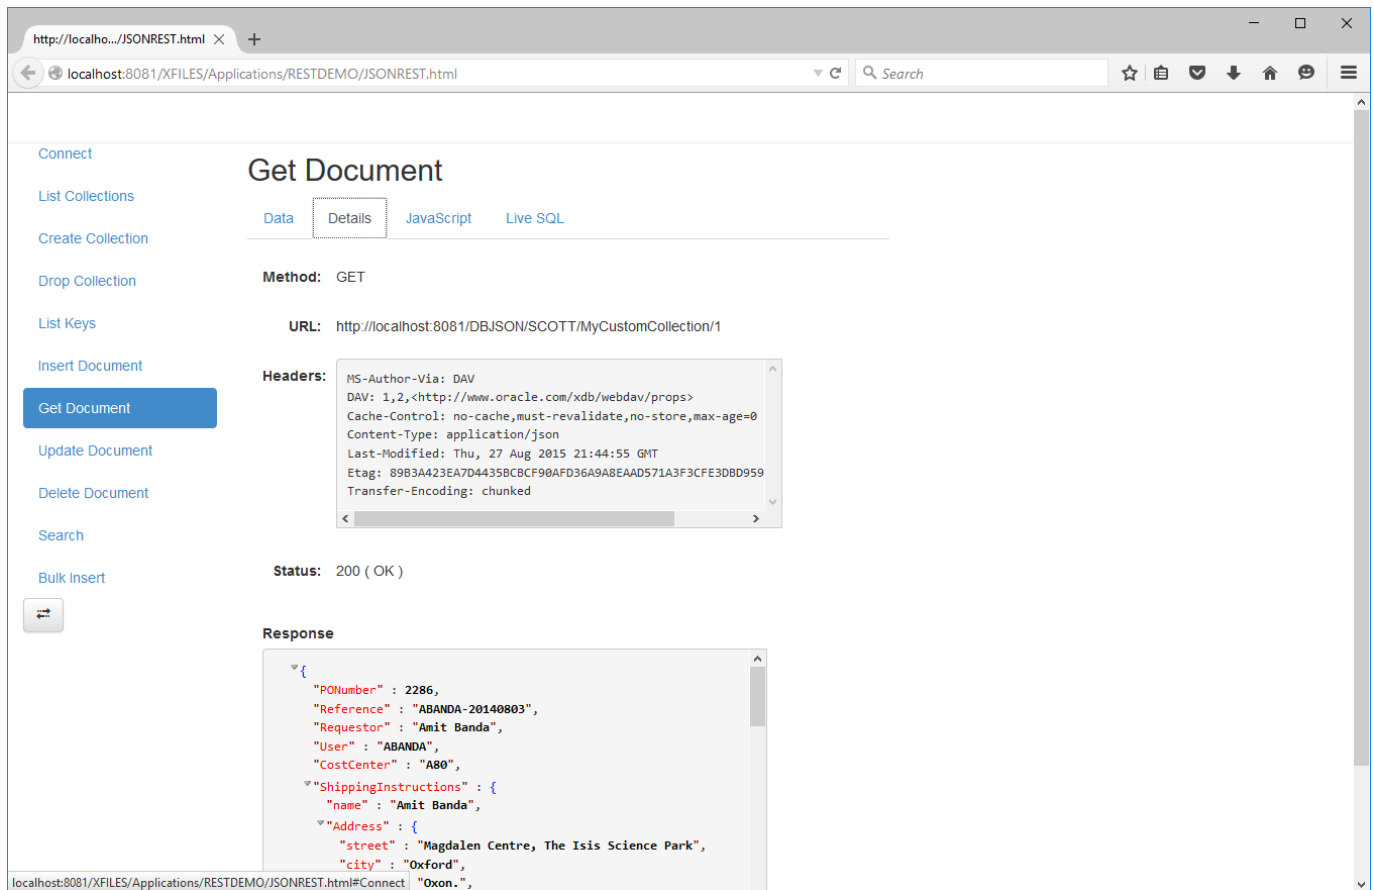 http://localho.../JSONREST.html
localhost:8081/XFILES/Applications/RESTDEMO/JSONREST.html
Search
Connect
List Collections
Create Collection
Drop Collection
List Keys
Insert Document
Get Document
Update Document
Delete Document
Search
Bulk Insert
Get Document
Data Details JavaScript Live SQL
Method: GET
URL: http://localhost:8081/DBJSON/SCOTT/MyCustomCollection/1
Headers:
MS-Author-Via: DAV
DAV: 1,2,<http://www.oracle.com/xdb/webdav/props>
Cache-Control: no-cache,must-revalidate,no-store,max-age=0
Content-Type: application/json
Last-Modified: Thu, 27 Aug 2015 21:44:55 GMT
Etag: 89B3A423EA7D4435BCBCF90AFD36A9A8EAAD571A3F3CFE3DBD959
Transfer-Encoding: chunked
Status: 200 ( OK )
Response
{
"PONumber" : 2286,
"Reference" : "ABANDA-20140803",
"Requestor" : "Amit Banda",
"User" : "ABANDA",
"CostCenter" : "A80",
"ShippingInstructions" : {
"name" : "Amit Banda",
"Address" : {
"street" : "Magdalen Centre, The Isis Science Park",
"city" : "Oxford",
"Oxon.",
localhost:8081/XFILES/Applications/RESTDEMO/JSONREST.html#Connect